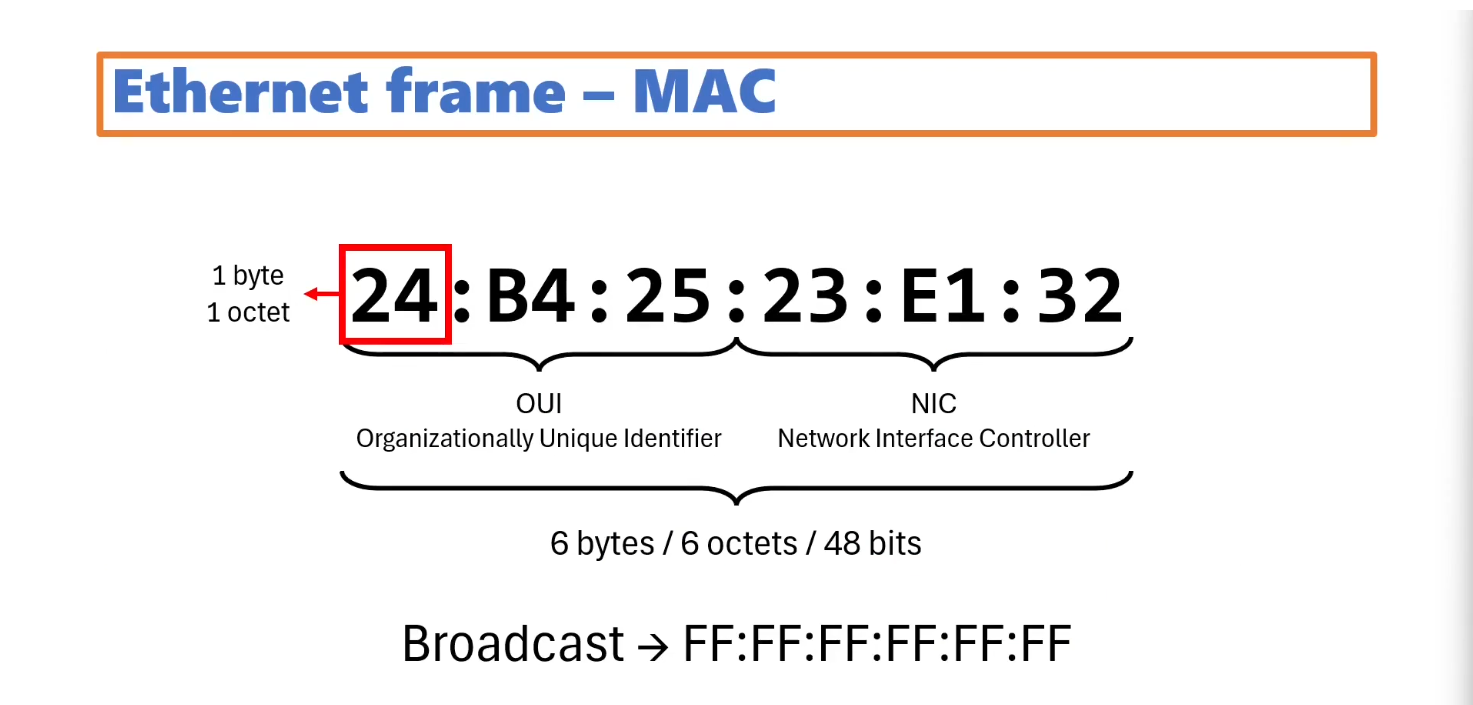 Ethernet frame – MAC
1 byte
1 octet
24:B4:25:23:E1:32
OUI
Organizationally Unique Identifier
NIC
Network Interface Controller
6 bytes / 6 octets / 48 bits
Broadcast → FF:FF:FF:FF:FF:FF